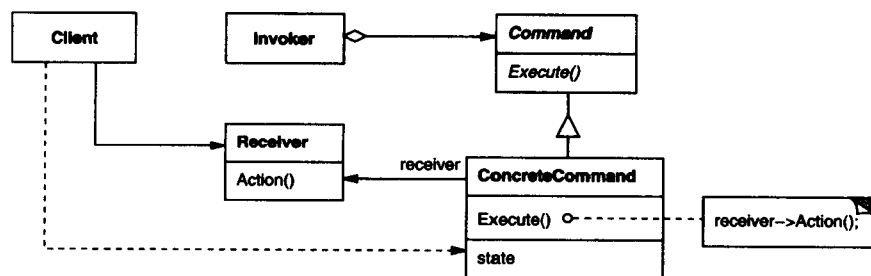 Client
Invoker
Command
Execute()
Receiver
Action()
receiver
ConcreteCommand
Execute()
receiver-->Action();
state